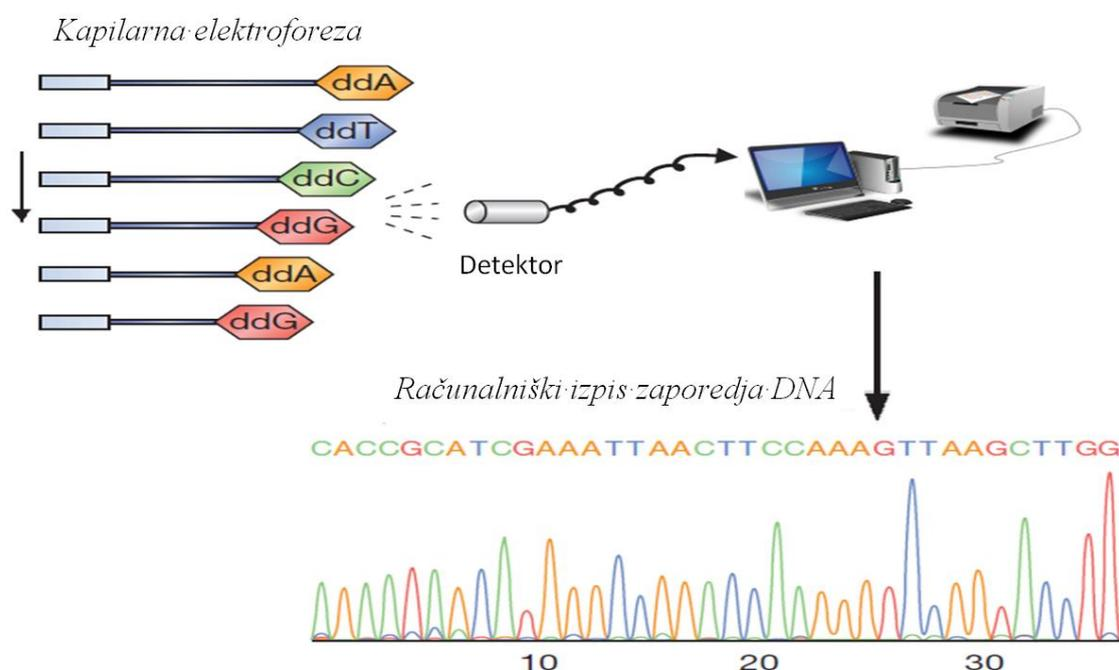 Kapilarna elektroforeza
ddA
ddT
ddC
ddG
ddA
ddG
Detektor
Računalniški izpis zaporedja DNA
CACCGCATCGAAATTAACTTCCAAAGTTAAGCTTGG
10 20 30